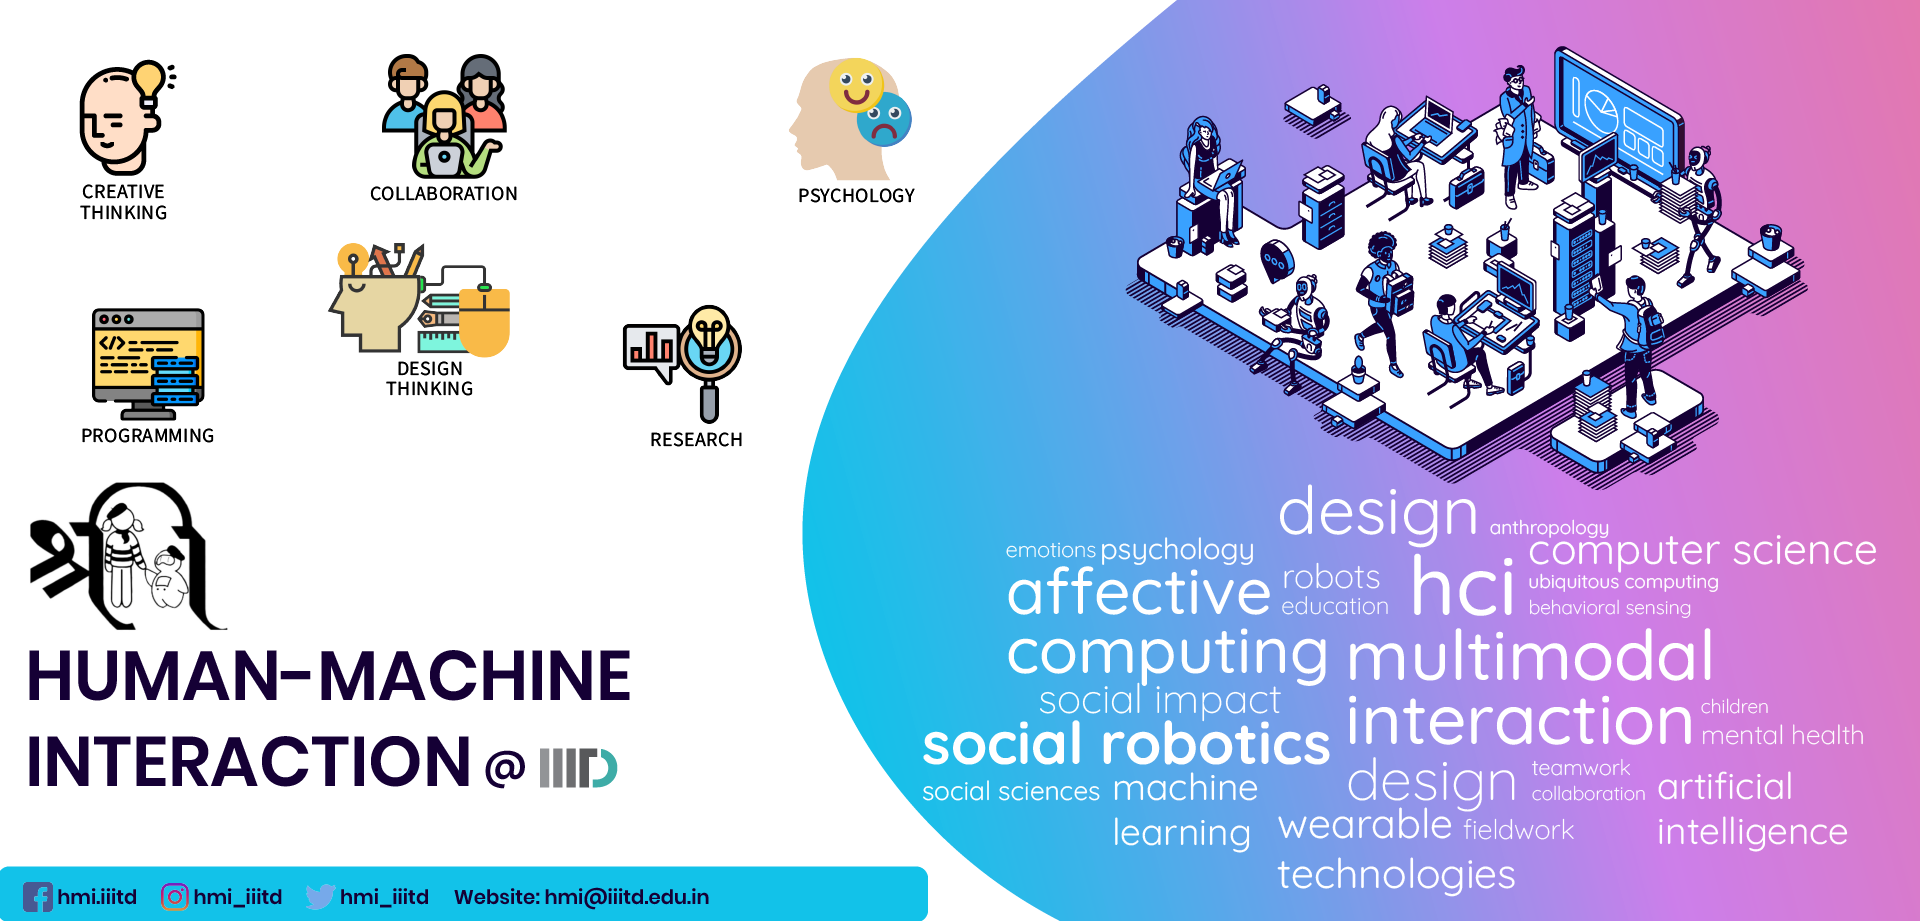 CREATIVE
THINKING
COLLABORATION
PSYCHOLOGY
DESIGN
THINKING
PROGRAMMING
RESEARCH
</>
श्री
HUMAN-MACHINE
INTERACTION @ IIITD
design
anthropology
emotions psychology
computer science
affective
robots
hci
ubiquitous computing
education
behavioral sensing
computing
multimodal
social impact
interaction
children
social robotics
mental health
design
teamwork
social sciences
machine
collaboration
artificial
learning
wearable
fieldwork
intelligence
technologies
hmi.iiitd hmi_iiitd hmi_iiitd Website: hmi@iiitd.edu.in